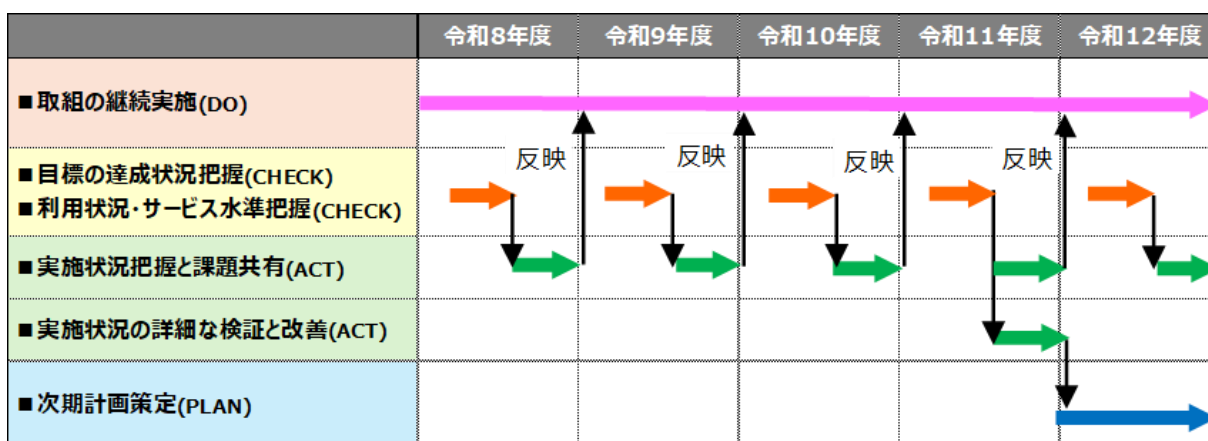 令和8年度 令和9年度 令和10年度 令和11年度 令和12年度
■取組の継続実施(DO)
反映 反映 反映 反映
■目標の達成状況把握(CHECK)
■利用状況・サービス水準把握(CHECK)
■実施状況把握と課題共有(ACT)
■実施状況の詳細な検証と改善(ACT)
■次期計画策定(PLAN)